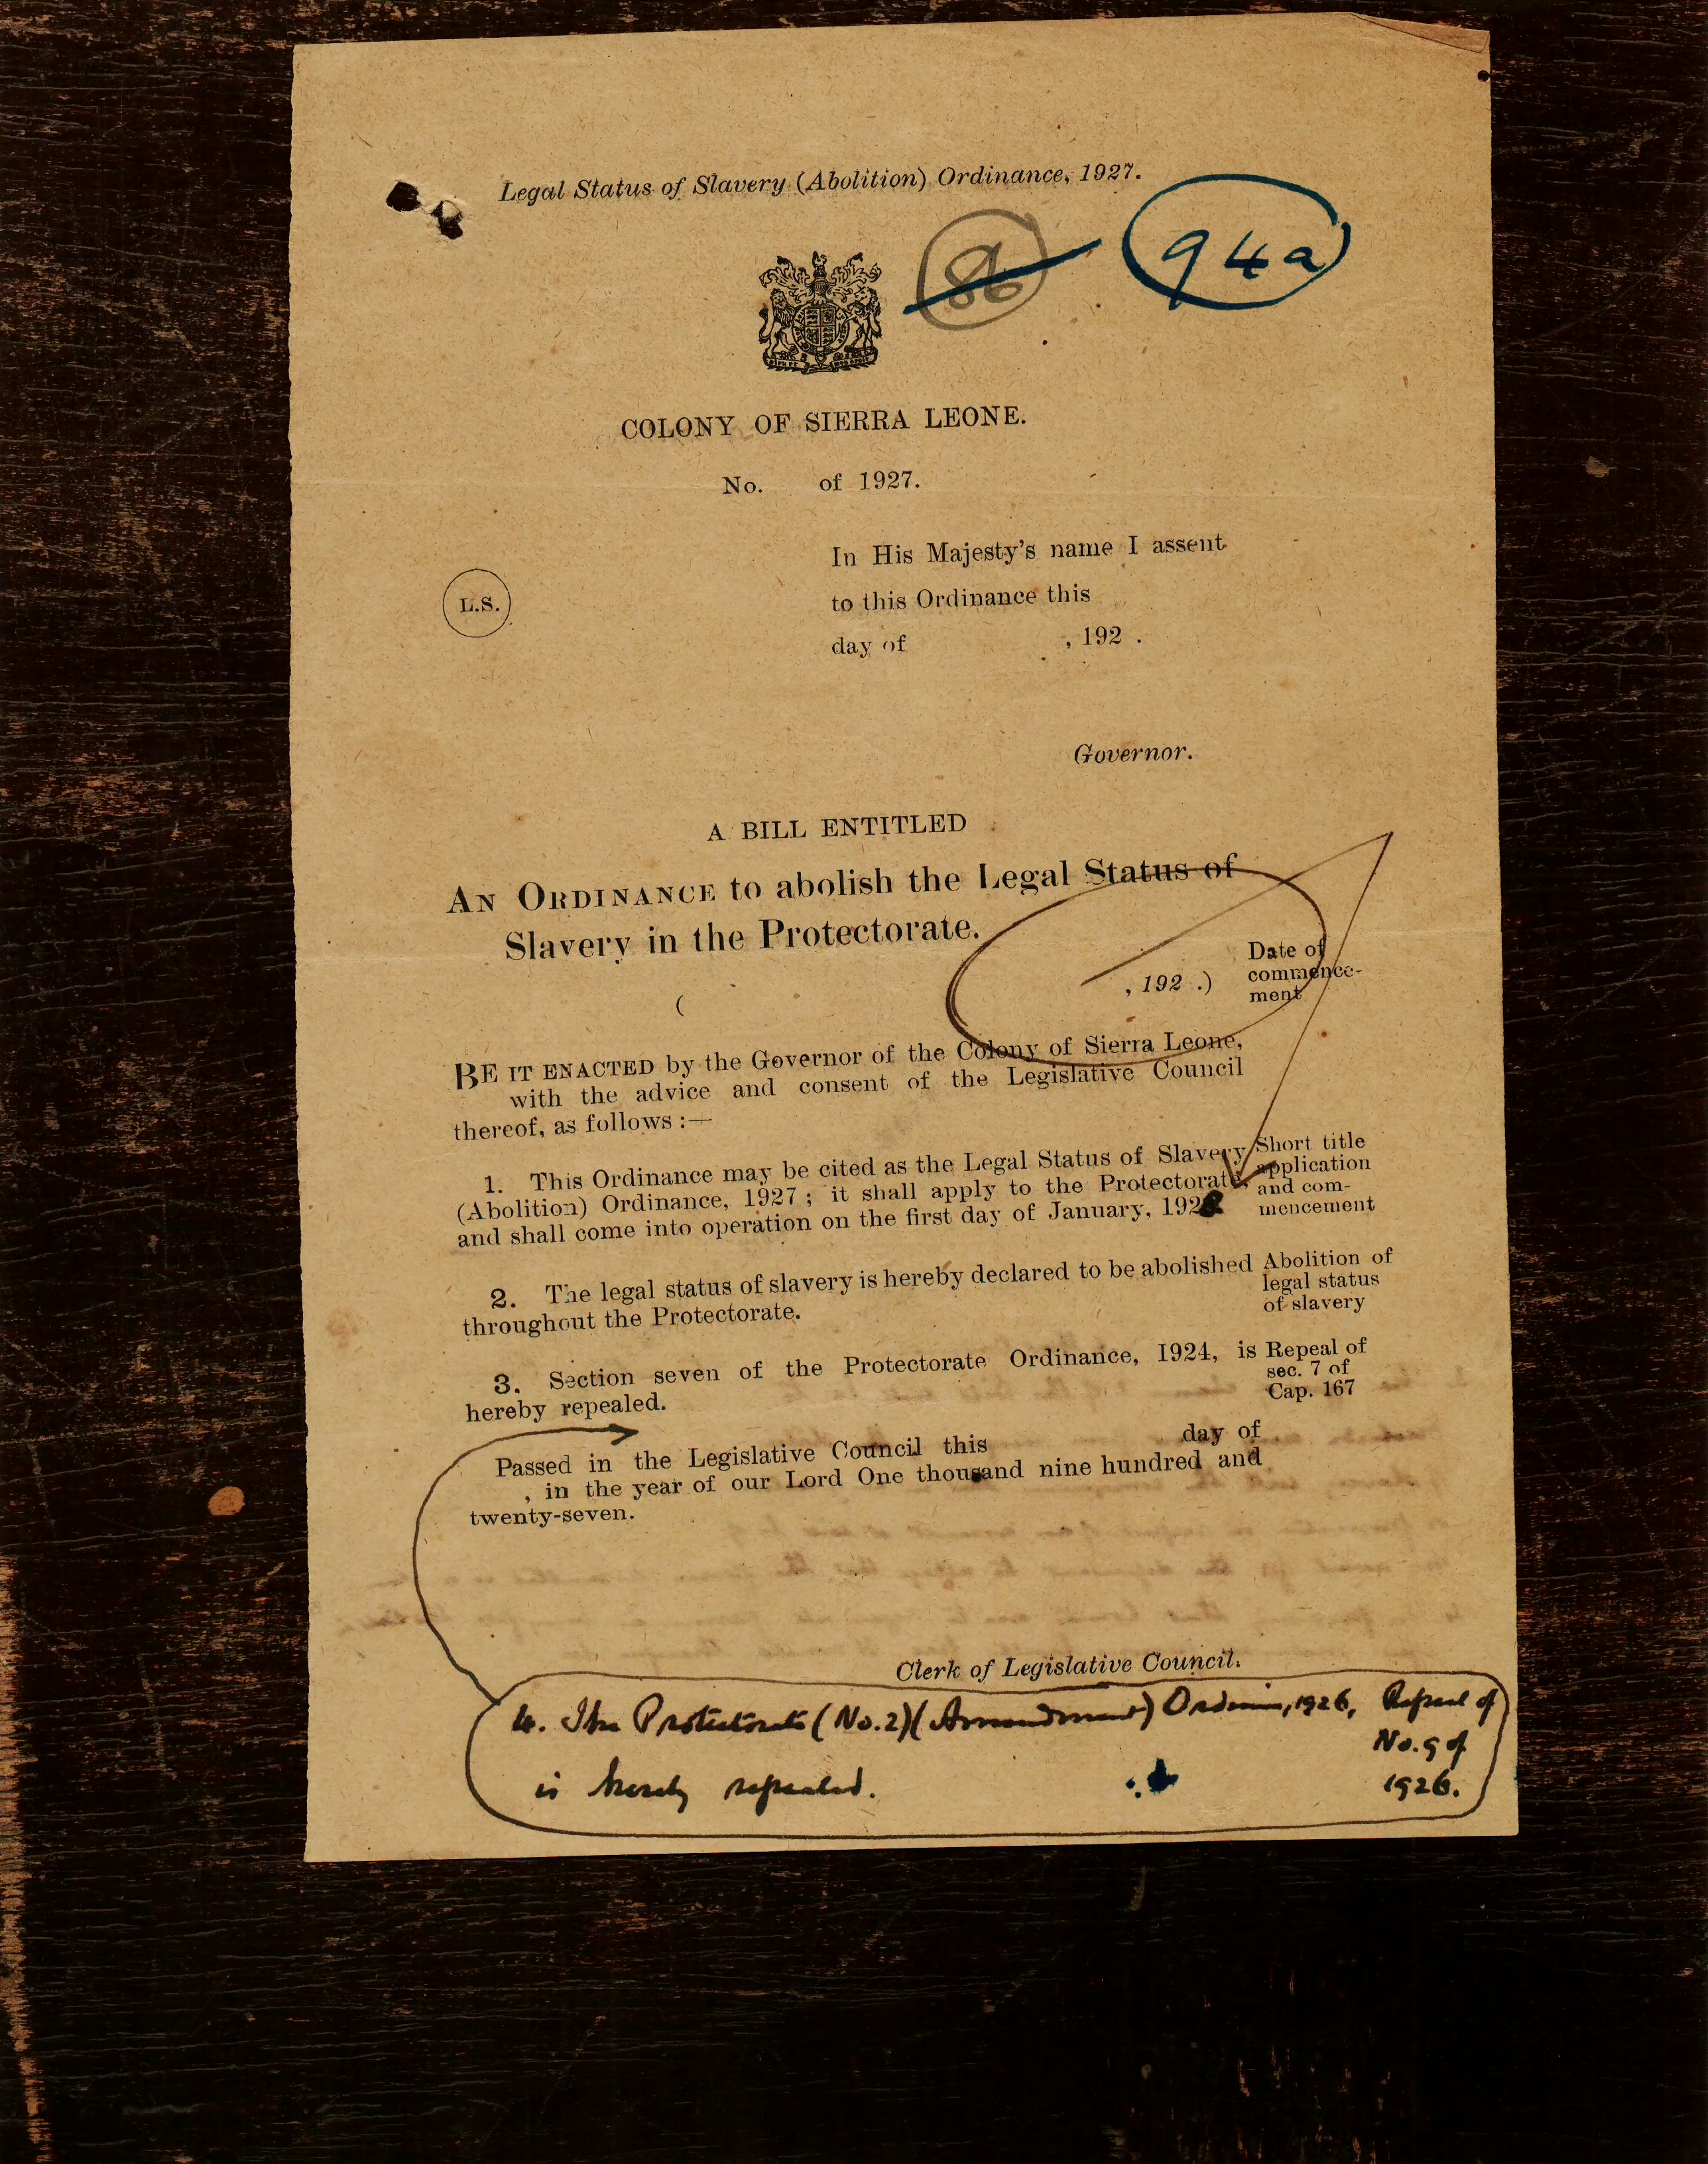 Legal Status of Slavery (Abolition) Ordinance, 1927.
86
94a
COLONY OF SIERRA LEONE.
No. of 1927.
In His Majesty's name I assent
to this Ordinance this
day of , 192 .
L.S.
Governor.
A BILL ENTITLED
AN ORDINANCE to abolish the Legal Status of
Slavery in the Protectorate.
( , 192 .)
Date of
commence-
ment
BE IT ENACTED by the Governor of the Colony of Sierra Leone,
with the advice and consent of the Legislative Council
thereof, as follows :—
1. This Ordinance may be cited as the Legal Status of Slavery
(Abolition) Ordinance, 1927 ; it shall apply to the Protectorate,
and shall come into operation on the first day of January, 1928
Short title
application
and com-
mencement
2. The legal status of slavery is hereby declared to be abolished
throughout the Protectorate.
Abolition of
legal status
of slavery
3. Section seven of the Protectorate Ordinance, 1924, is
hereby repealed.
Repeal of
sec. 7 of
Cap. 167
Passed in the Legislative Council this day of
, in the year of our Lord One thousand nine hundred and
twenty-seven.
Clerk of Legislative Council.
4. The Protectorate (No. 2) (Amendment) Ordinance, 1926,
is hereby repealed.
Repeal of
No. 9 of
1926.